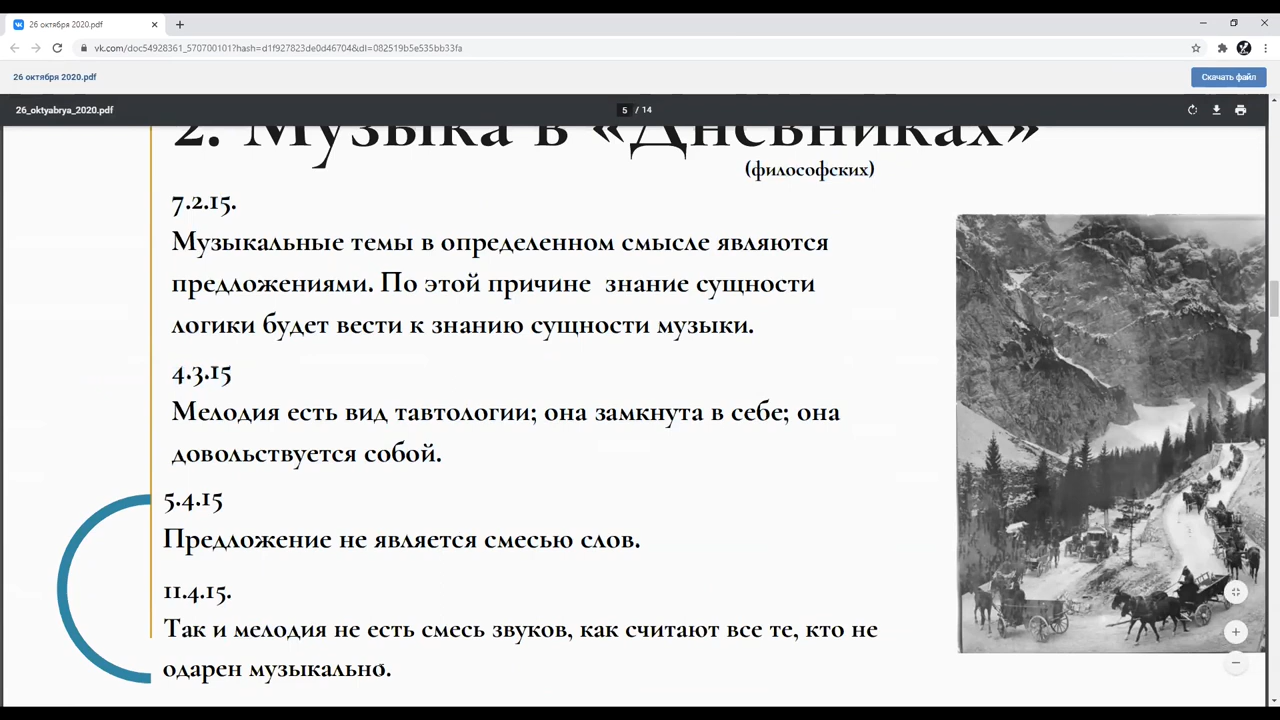 26 октября 2020.pdf
vk.com/doc54928361_570700101?hash=d1f927823de0d46704&dl=082519b5e535bb33fa
26 октября 2020.pdf
Скачать файл
26_oktyabrya_2020.pdf
5 / 14
2. Музыка в «Дневниках»
(философских)
7.2.15.
Музыкальные темы в определенном смысле являются
предложениями. По этой причине знание сущности
логики будет вести к знанию сущности музыки.
4.3.15
Мелодия есть вид тавтологии; она замкнута в себе; она
довольствуется собой.
5.4.15
Предложение не является смесью слов.
11.4.15.
Так и мелодия не есть смесь звуков, как считают все те, кто не
одарен музыкально.